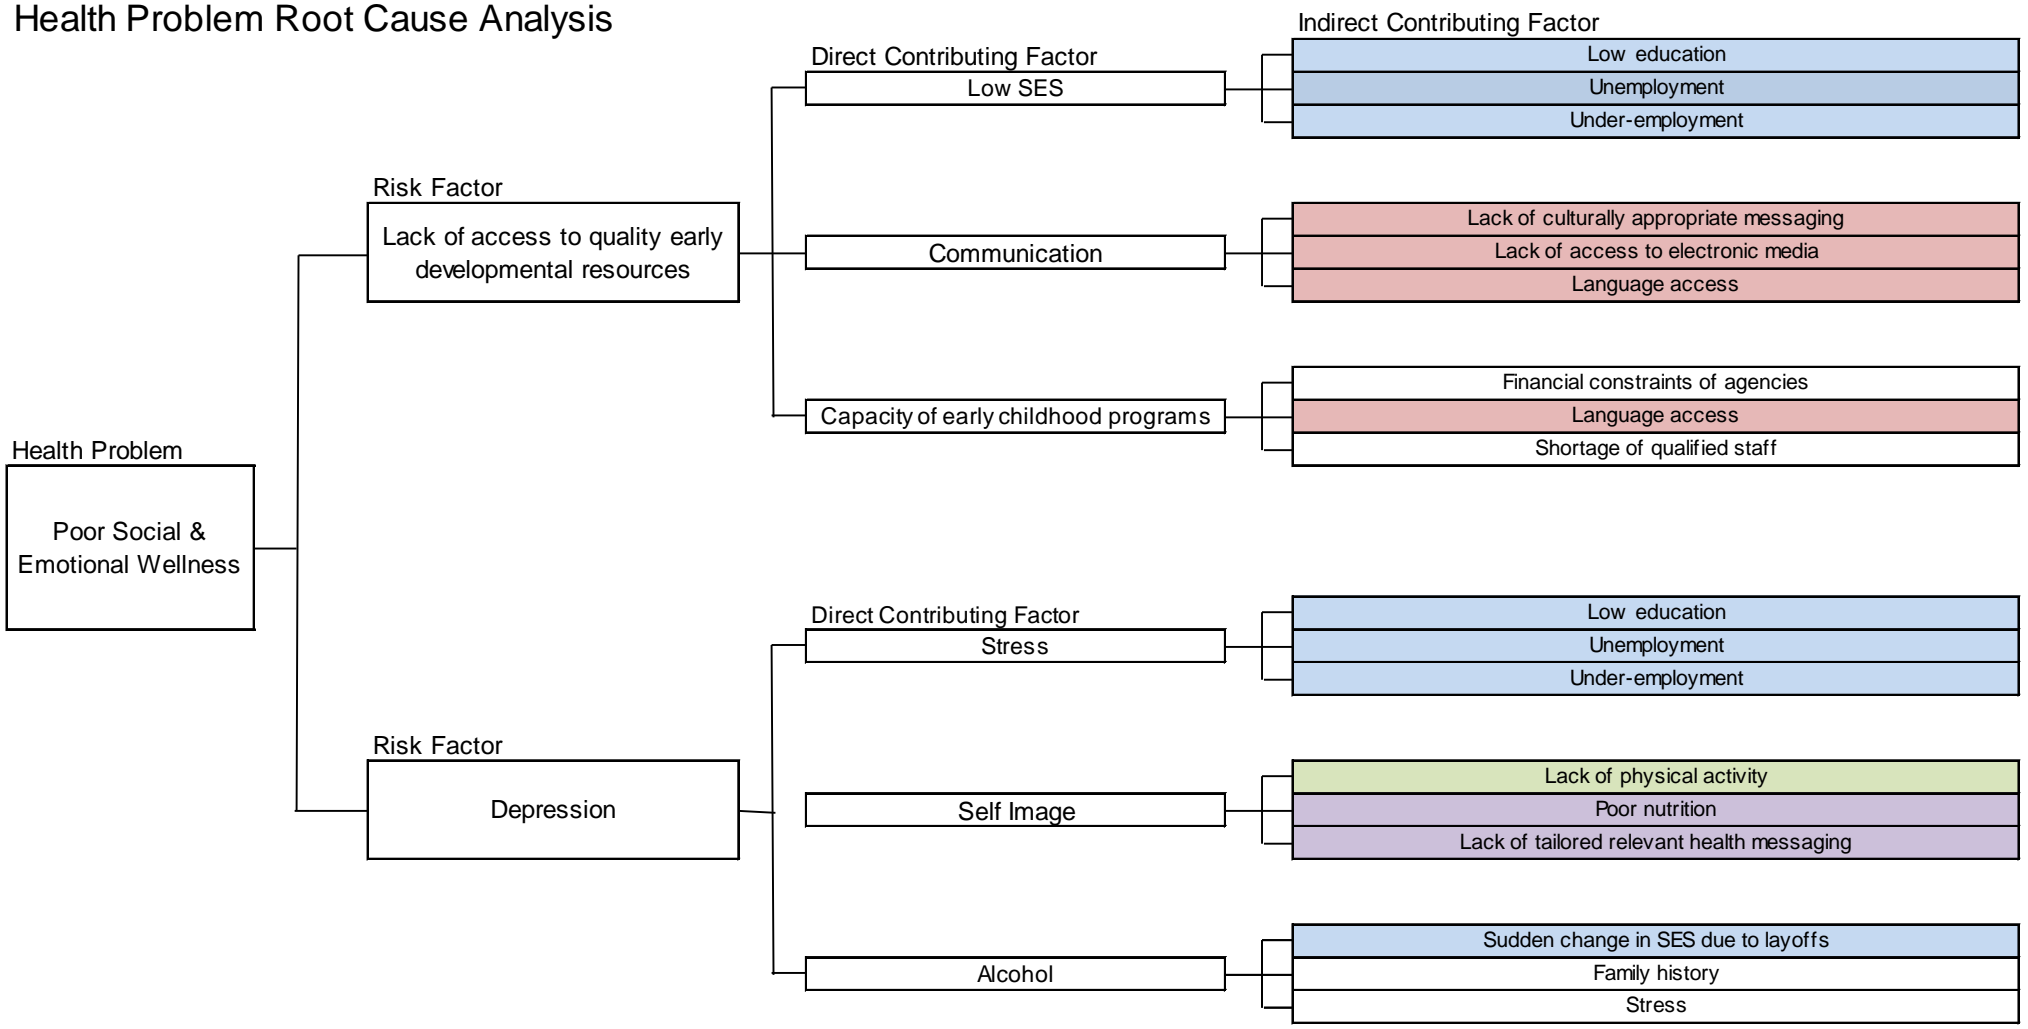 Health Problem Root Cause Analysis
Indirect Contributing Factor
Direct Contributing Factor
Low education
Low SES
Unemployment
Under-employment
Risk Factor
Lack of access to quality early
developmental resources
Lack of culturally appropriate messaging
Communication
Lack of access to electronic media
Language access
Financial constraints of agencies
Capacity of early childhood programs
Language access
Shortage of qualified staff
Health Problem
Poor Social &
Emotional Wellness
Direct Contributing Factor
Low education
Stress
Unemployment
Under-employment
Risk Factor
Depression
Lack of physical activity
Self Image
Poor nutrition
Lack of tailored relevant health messaging
Sudden change in SES due to layoffs
Alcohol
Family history
Stress